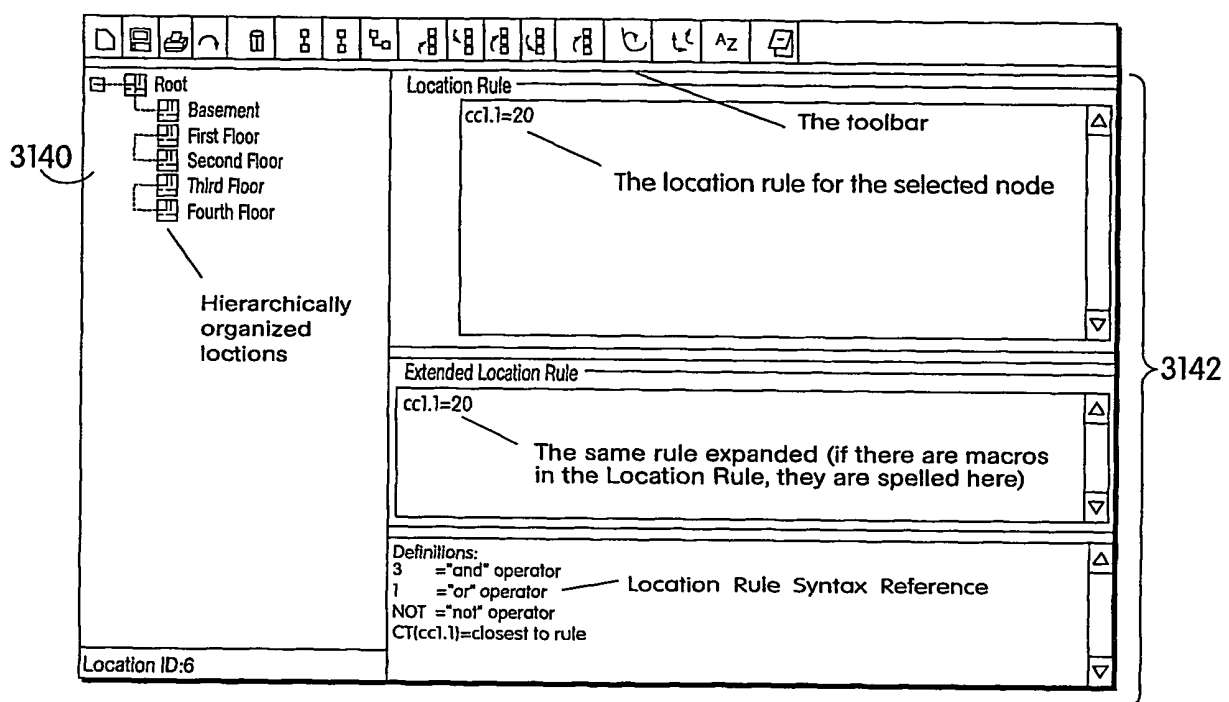 AZ
Root
Basement
First Floor
Second Floor
Third Floor
Fourth Floor
3140
Hierarchically
organized
loctions
Location ID:6
Location Rule
cc1.1=20
The toolbar
The location rule for the selected node
3142
Extended Location Rule
cc1.1=20
The same rule expanded (if there are macros
in the Location Rule, they are spelled here)
Definitions:
3 ="and" operator
1 ="or" operator
NOT ="not" operator
CT(cc1.1)=closest to rule
Location Rule Syntax Reference